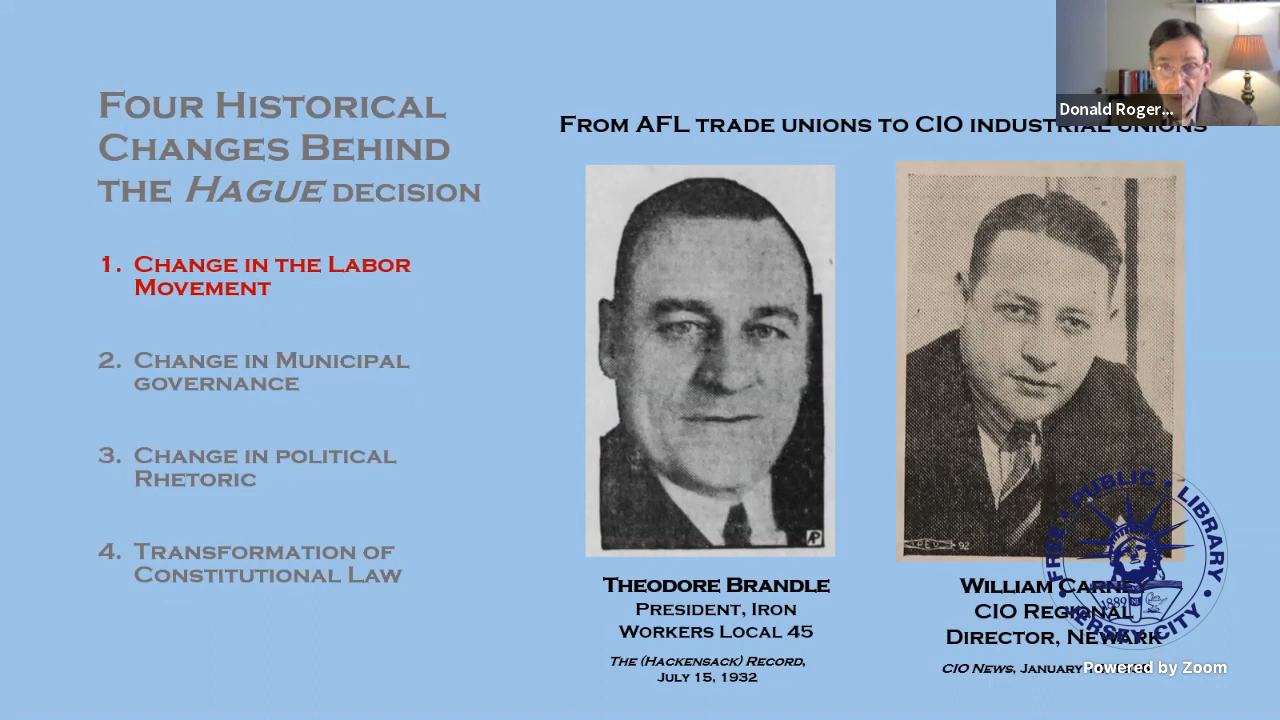 Four Historical
Changes Behind
the Hague decision
1. Change in the Labor
Movement
2. Change in Municipal
governance
3. Change in political
Rhetoric
4. Transformation of
Constitutional Law
From AFL trade unions to CIO industrial unions
Donald Roger...
AP
92
Theodore Brandle
President, Iron
Workers Local 45
The (Hackensack) Record,
July 15, 1932
William Carney
CIO Regional
Director, Newark
CIO News, January
FREE • PUBLIC • LIBRARY
1889
JERSEY CITY
Powered by Zoom